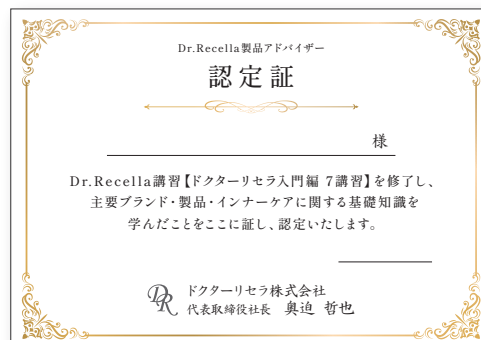 Dr.Recella製品アドバイザー
認定証
様
Dr.Recella講習【ドクターリセラ入門編 7講習】を修了し、
主要ブランド・製品・インナーケアに関する基礎知識を
学んだことをここに証し、認定いたします。
DR ドクターリセラ株式会社
代表取締役社長 奥迫 哲也